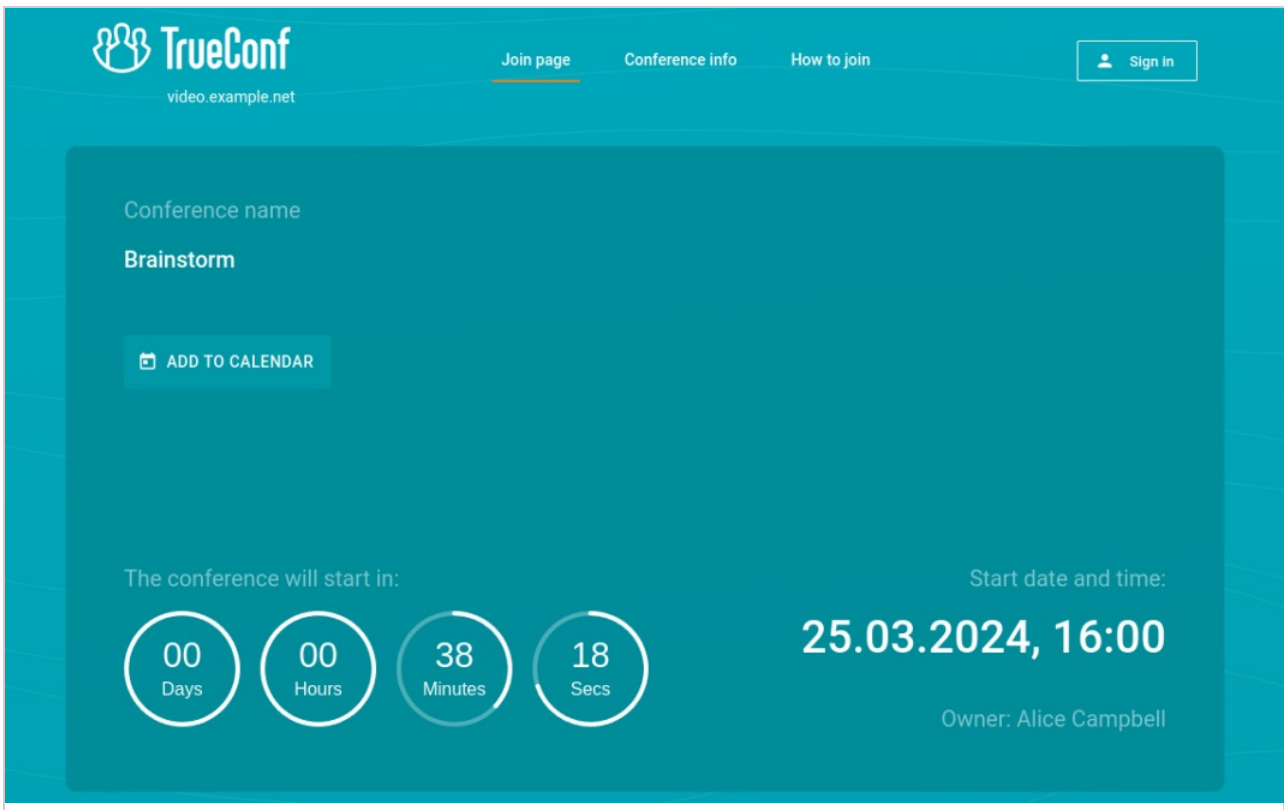 TrueConf
video.example.net
Join page
Conference info
How to join
Sign in
Conference name
Brainstorm
ADD TO CALENDAR
The conference will start in:
00
Days
00
Hours
38
Minutes
18
Secs
Start date and time:
25.03.2024, 16:00
Owner: Alice Campbell